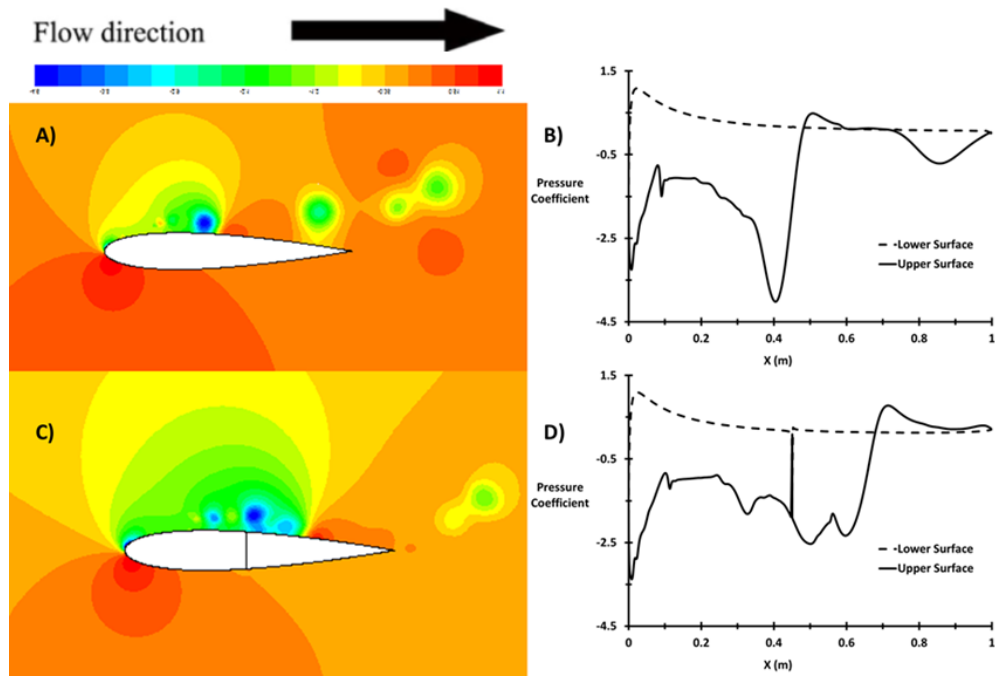 Flow direction
A)
B)
1.5
-0.5
-2.5
-4.5
Pressure
Coefficient
0 0.2 0.4 0.6 0.8 1
X (m)
Lower Surface
Upper Surface
C)
D)
1.5
-0.5
-2.5
-4.5
Pressure
Coefficient
0 0.2 0.4 0.6 0.8 1
X (m)
Lower Surface
Upper Surface